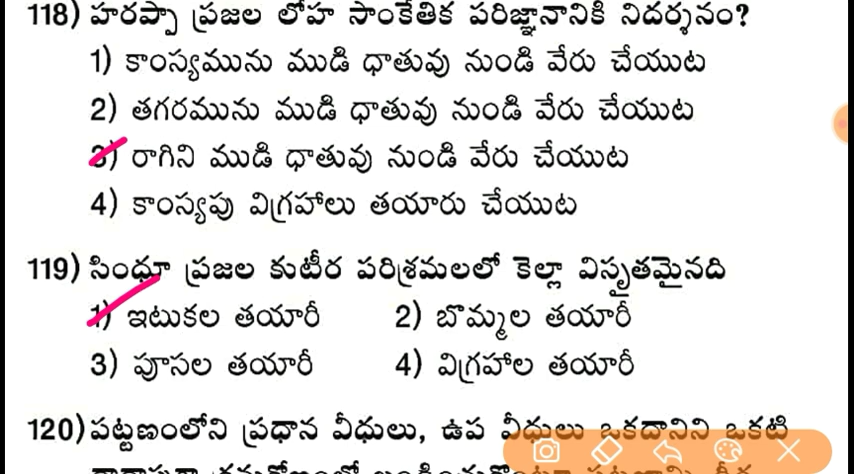 118) హరప్పా ప్రజల లోహ సాంకేతిక పరిజ్ఞానానికి నిదర్శనం?
1) కాంస్యమును ముడి ధాతువు నుండి వేరు చేయుట
2) తగరమును ముడి ధాతువు నుండి వేరు చేయుట
3) రాగిని ముడి ధాతువు నుండి వేరు చేయుట
4) కాంస్యపు విగ్రహాలు తయారు చేయుట
119) సింధూ ప్రజల కుటీర పరిశ్రమలలో కెల్లా విస్తృతమైనది
1) ఇటుకల తయారీ 2) బొమ్మల తయారీ
3) పూసల తయారీ 4) విగ్రహాల తయారీ
120) పట్టణంలోని ప్రధాన వీధులు, ఉప వీధులు ఒకదానిని ఒకటి